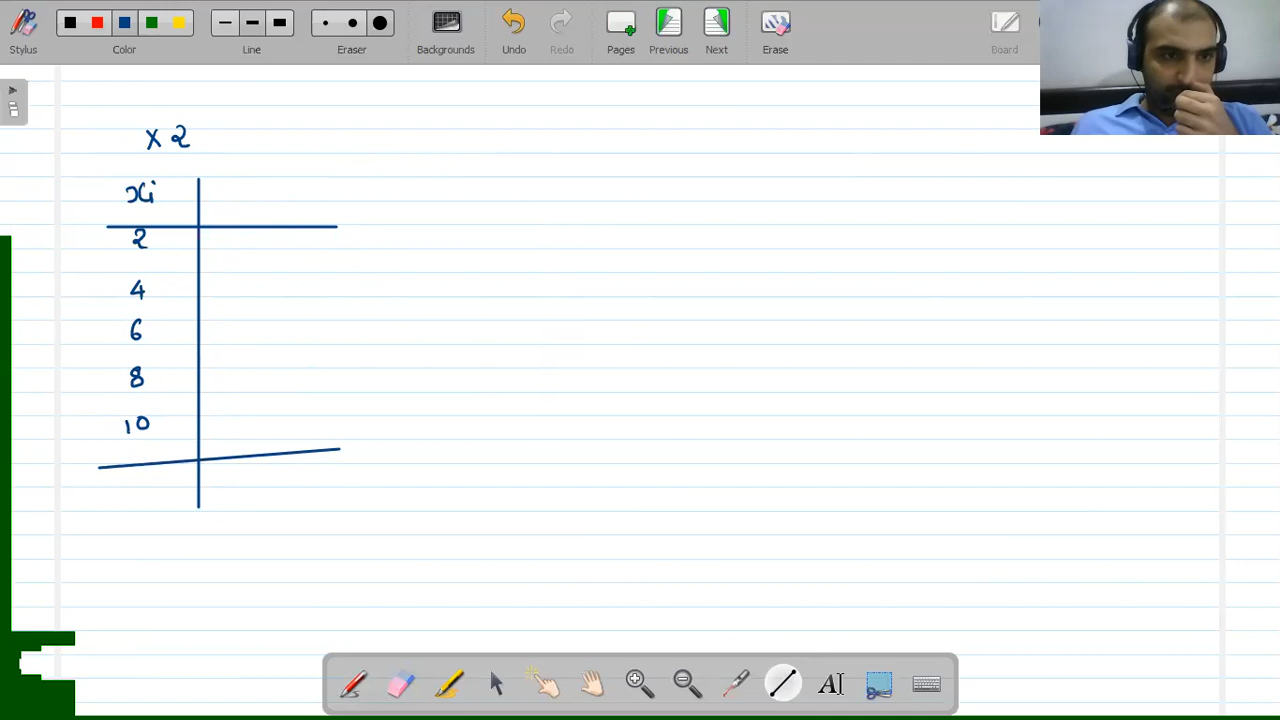 Stylus
Color
Line
Eraser
Backgrounds
Undo
Redo
Pages
Previous
Next
Erase
Board
× 2
xi
2
4
6
8
10
AI